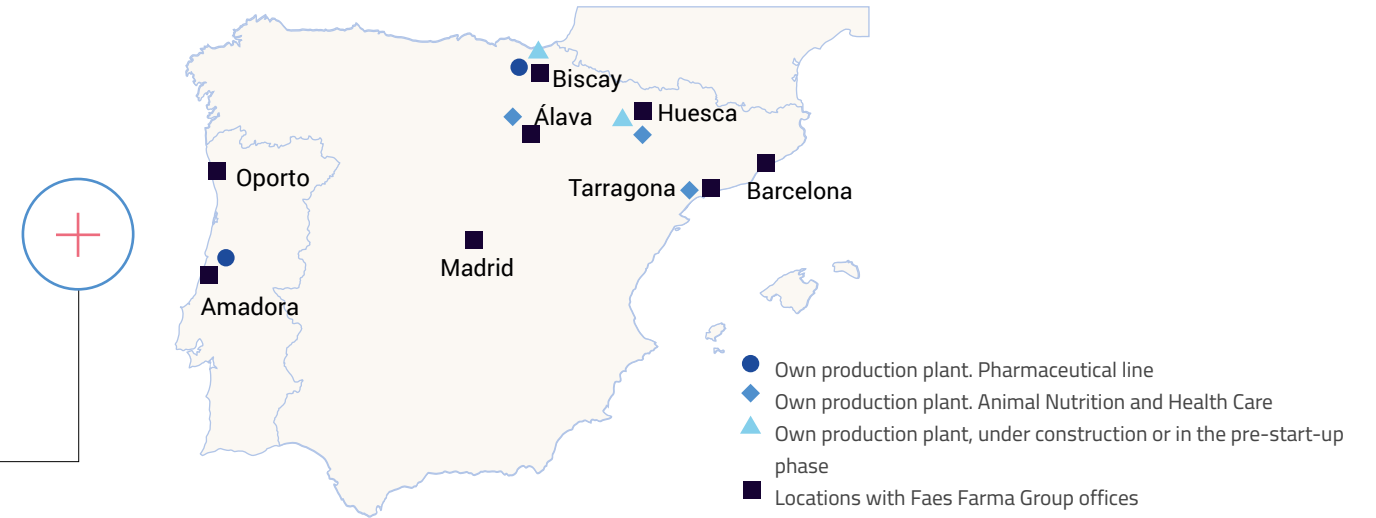 Biscay
Álava
Huesca
Oporto
Tarragona
Barcelona
Madrid
Amadora
Own production plant. Pharmaceutical line
Own production plant. Animal Nutrition and Health Care
Own production plant, under construction or in the pre-start-up
phase
Locations with Faes Farma Group offices